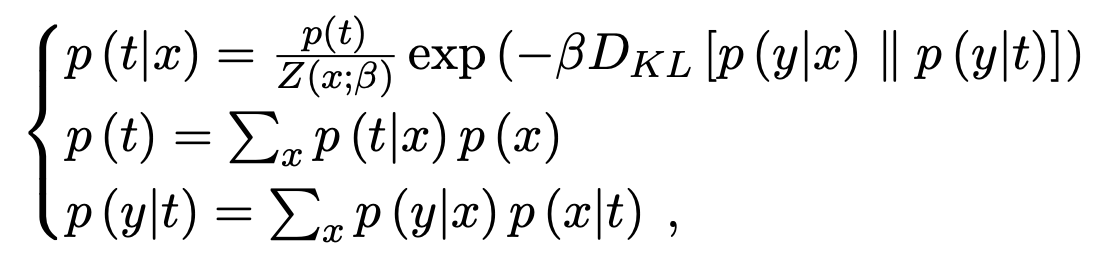 p (t|x) = p(t)/Z(x;β) exp (−βD_KL [p (y|x) ∥ p (y|t)])
p (t) = ∑_x p (t|x) p (x)
p (y|t) = ∑_x p (y|x) p (x|t) ,